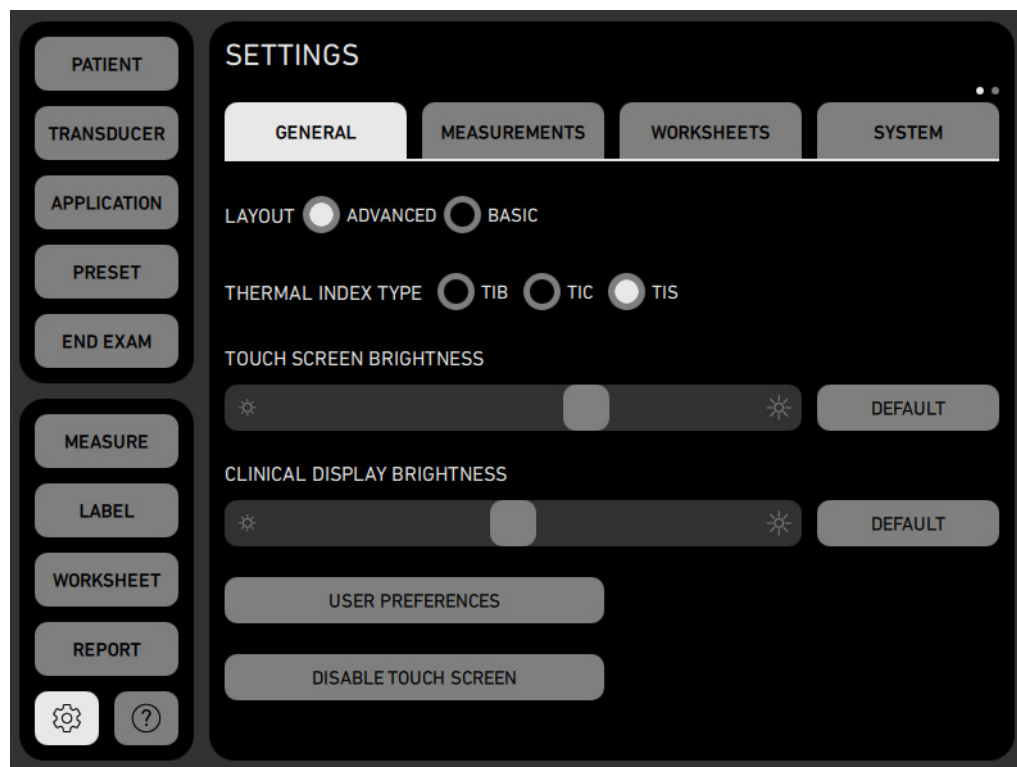 PATIENT
TRANSDUCER
APPLICATION
PRESET
END EXAM
MEASURE
LABEL
WORKSHEET
REPORT
?
SETTINGS
GENERAL MEASUREMENTS WORKSHEETS SYSTEM
LAYOUT ADVANCED BASIC
THERMAL INDEX TYPE TIB TIC TIS
TOUCH SCREEN BRIGHTNESS
DEFAULT
CLINICAL DISPLAY BRIGHTNESS
DEFAULT
USER PREFERENCES
DISABLE TOUCH SCREEN